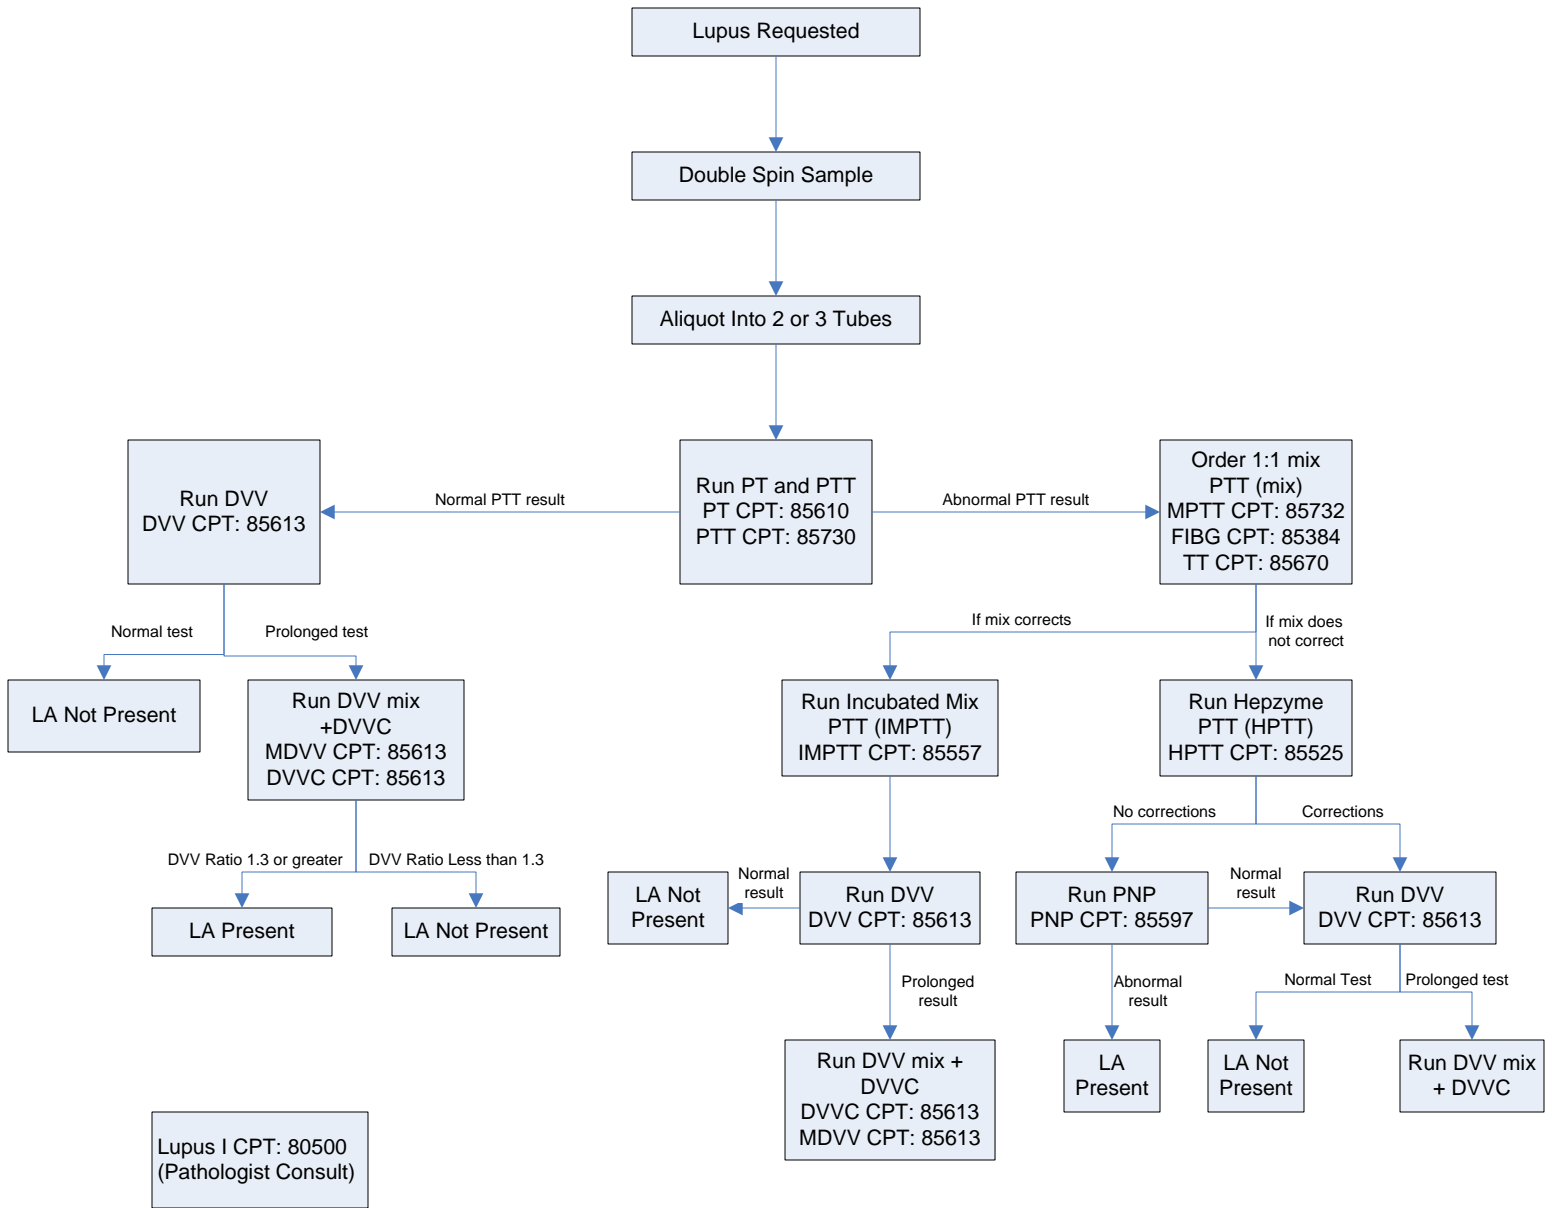 Lupus Requested
Double Spin Sample
Aliquot Into 2 or 3 Tubes
Run DVV
DVV CPT: 85613
Normal PTT result
Run PT and PTT
PT CPT: 85610
PTT CPT: 85730
Abnormal PTT result
Order 1:1 mix
PTT (mix)
MPTT CPT: 85732
FIBG CPT: 85384
TT CPT: 85670
Normal test
Prolonged test
If mix corrects
If mix does
not correct
LA Not Present
Run DVV mix
+DVVC
MDVV CPT: 85613
DVVC CPT: 85613
Run Incubated Mix
PTT (IMPTT)
IMPTT CPT: 85557
Run Hepzyme
PTT (HPTT)
HPTT CPT: 85525
No corrections
Corrections
DVV Ratio 1.3 or greater
DVV Ratio Less than 1.3
LA Present
LA Not Present
LA Not
Present
Normal
result
Run DVV
DVV CPT: 85613
Run PNP
PNP CPT: 85597
Normal
result
Run DVV
DVV CPT: 85613
Prolonged
result
Abnormal
result
Normal Test
Prolonged test
Run DVV mix +
DVVC
DVVC CPT: 85613
MDVV CPT: 85613
LA
Present
LA Not
Present
Run DVV mix
+ DVVC
Lupus I CPT: 80500
(Pathologist Consult)